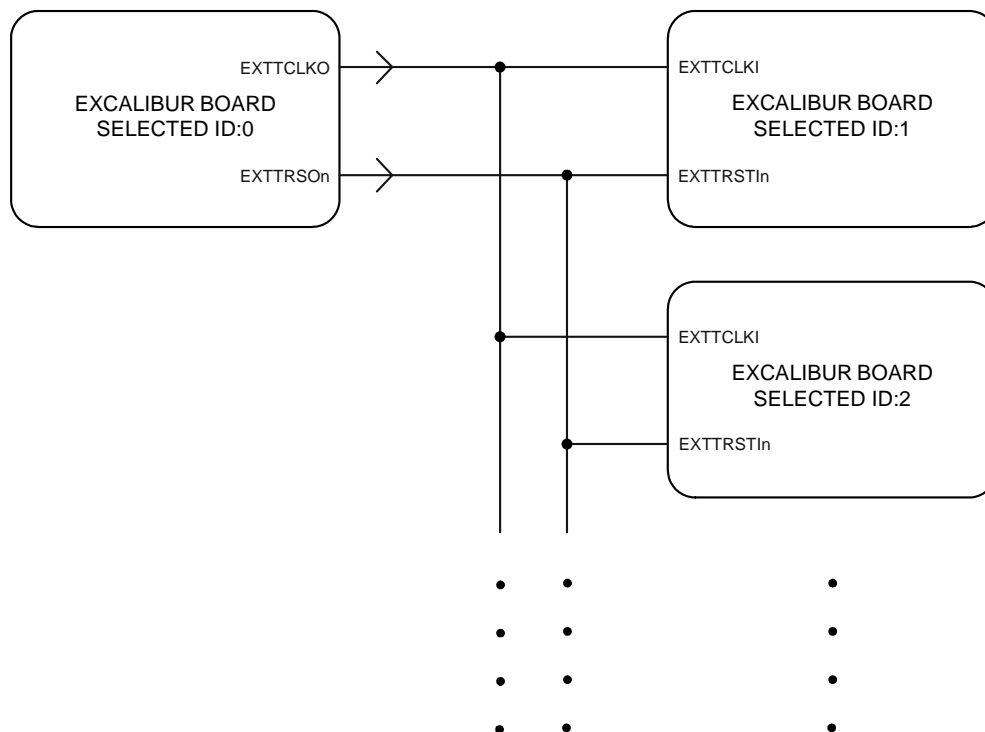 EXTTCLKO
EXCALIBUR BOARD
SELECTED ID:0
EXTTRSOn
EXTTCLKI
EXCALIBUR BOARD
SELECTED ID:1
EXTTRSTIn
EXTTCLKI
EXCALIBUR BOARD
SELECTED ID:2
EXTTRSTIn